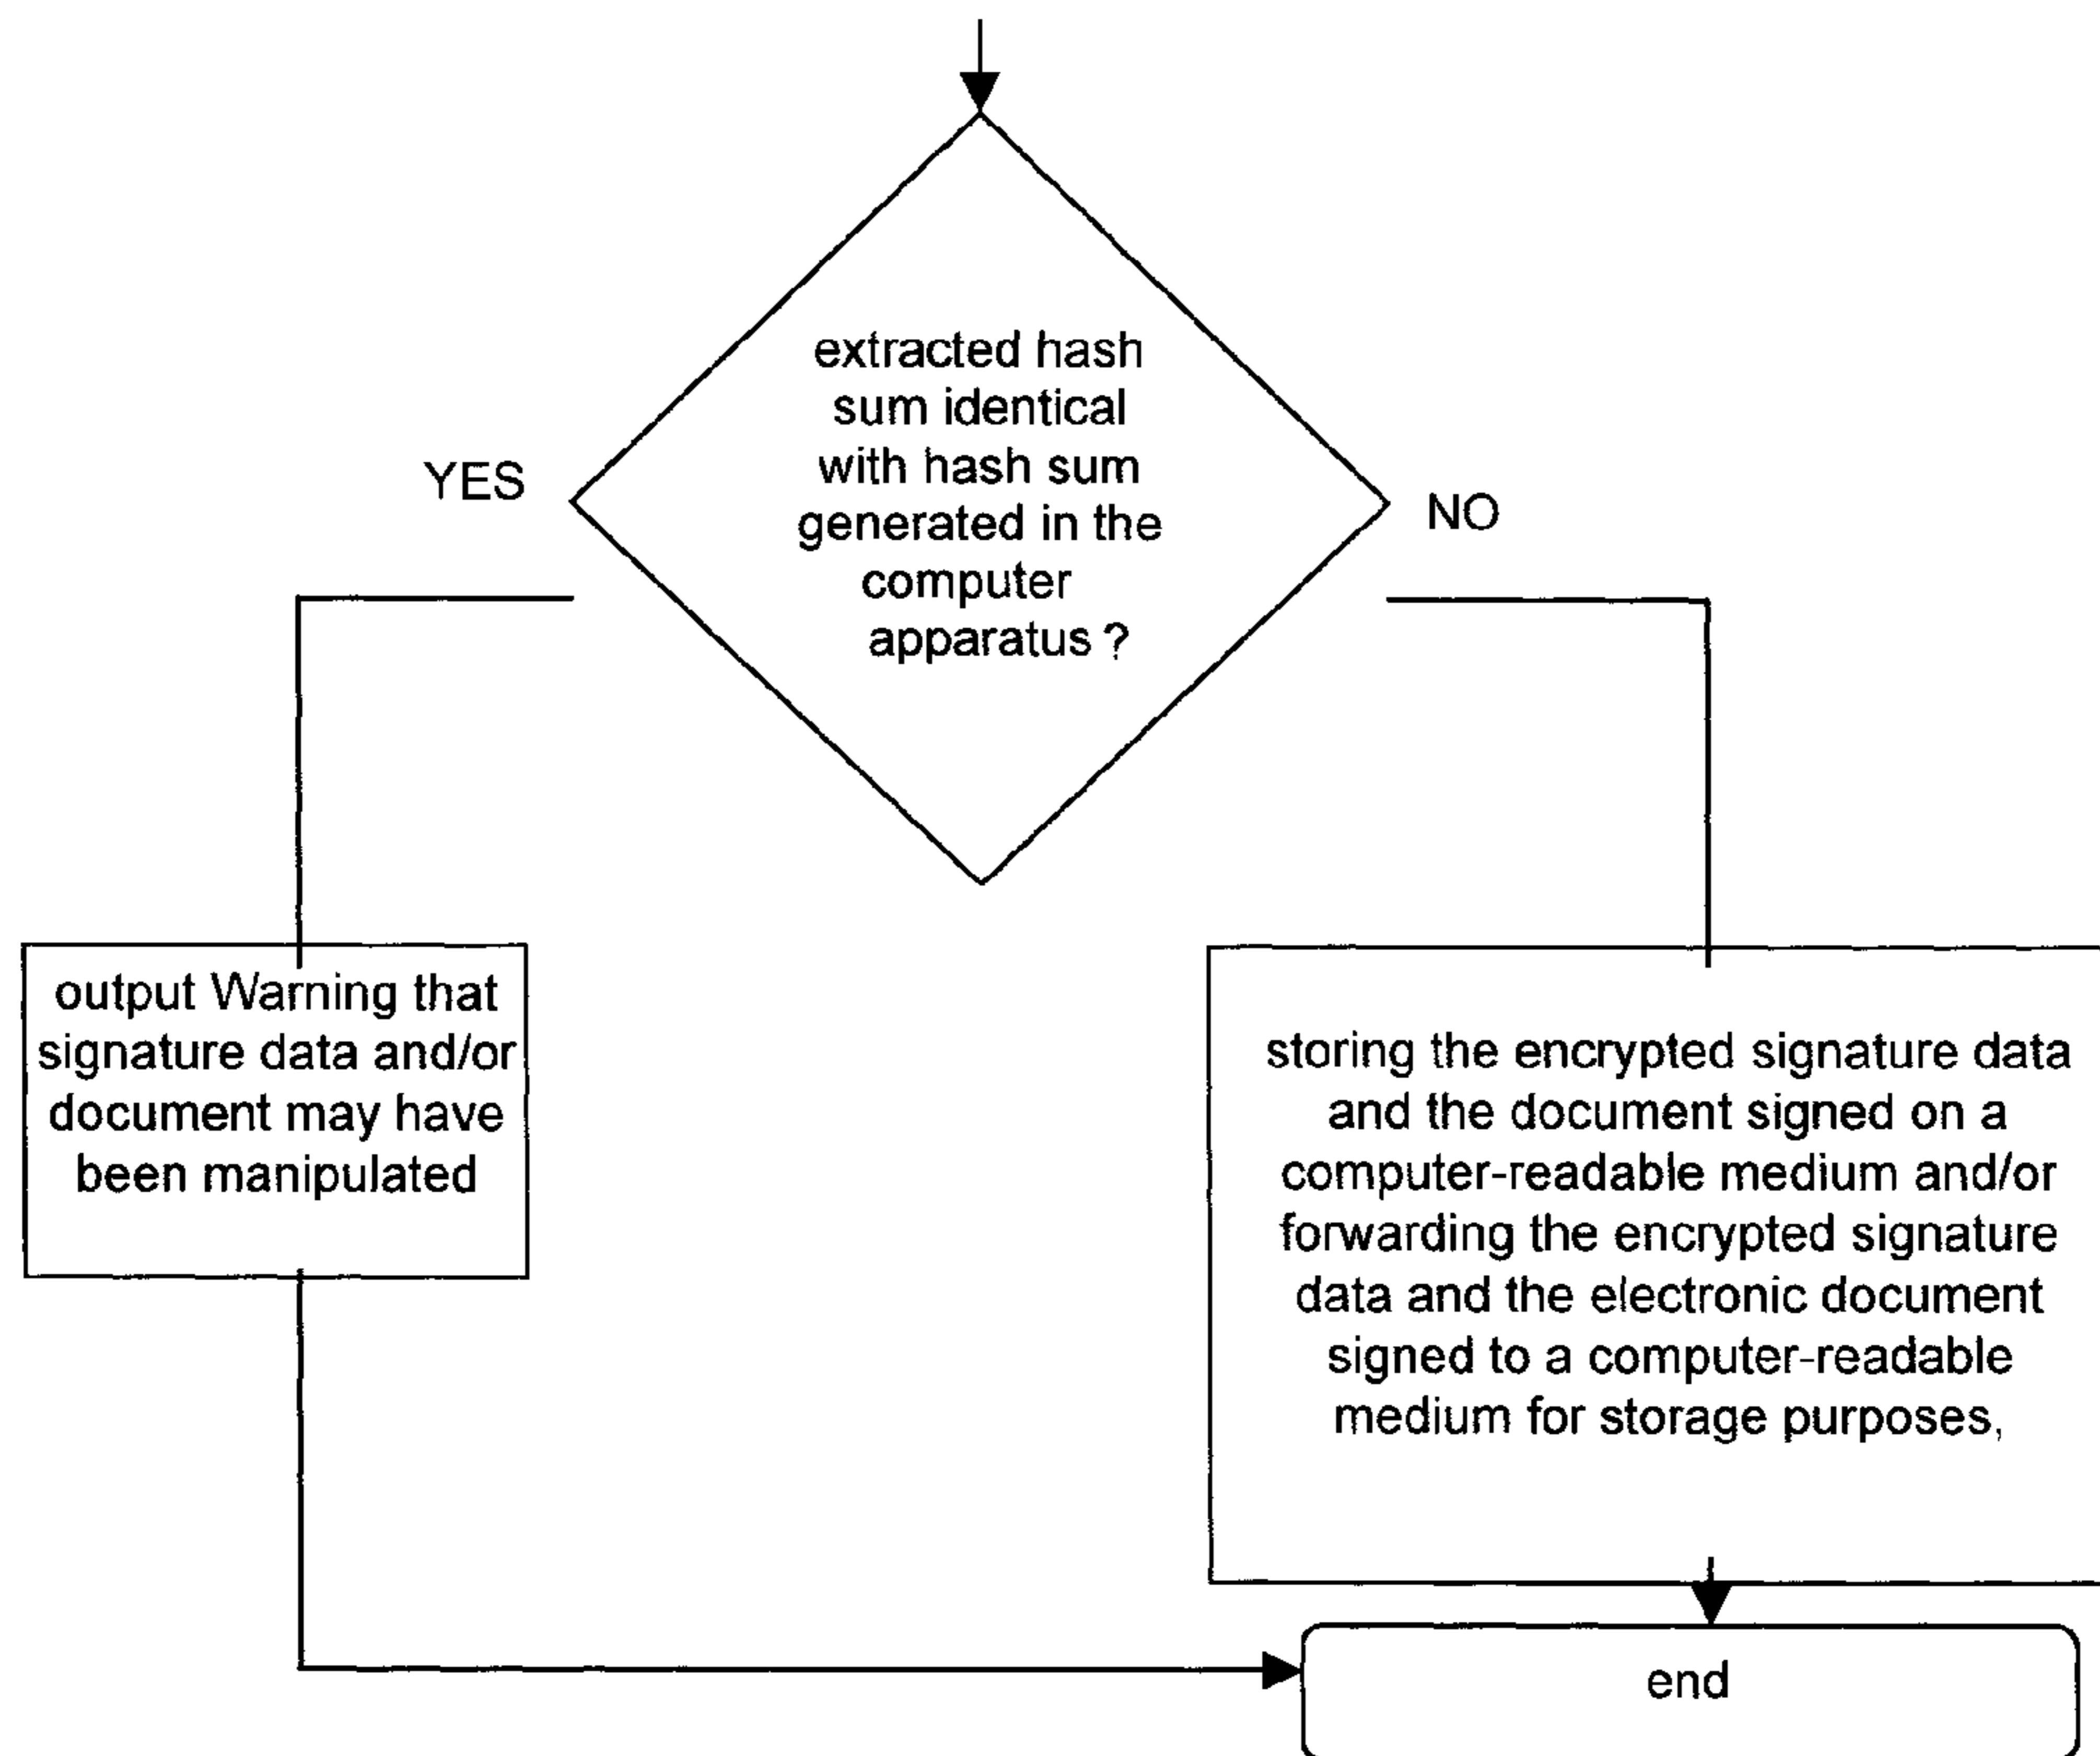 extracted hash
sum identical
with hash sum
generated in the
computer
apparatus ?
YES
NO
output Warning that
signature data and/or
document may have
been manipulated
storing the encrypted signature data
and the document signed on a
computer-readable medium and/or
forwarding the encrypted signature
data and the electronic document
signed to a computer-readable
medium for storage purposes,
end